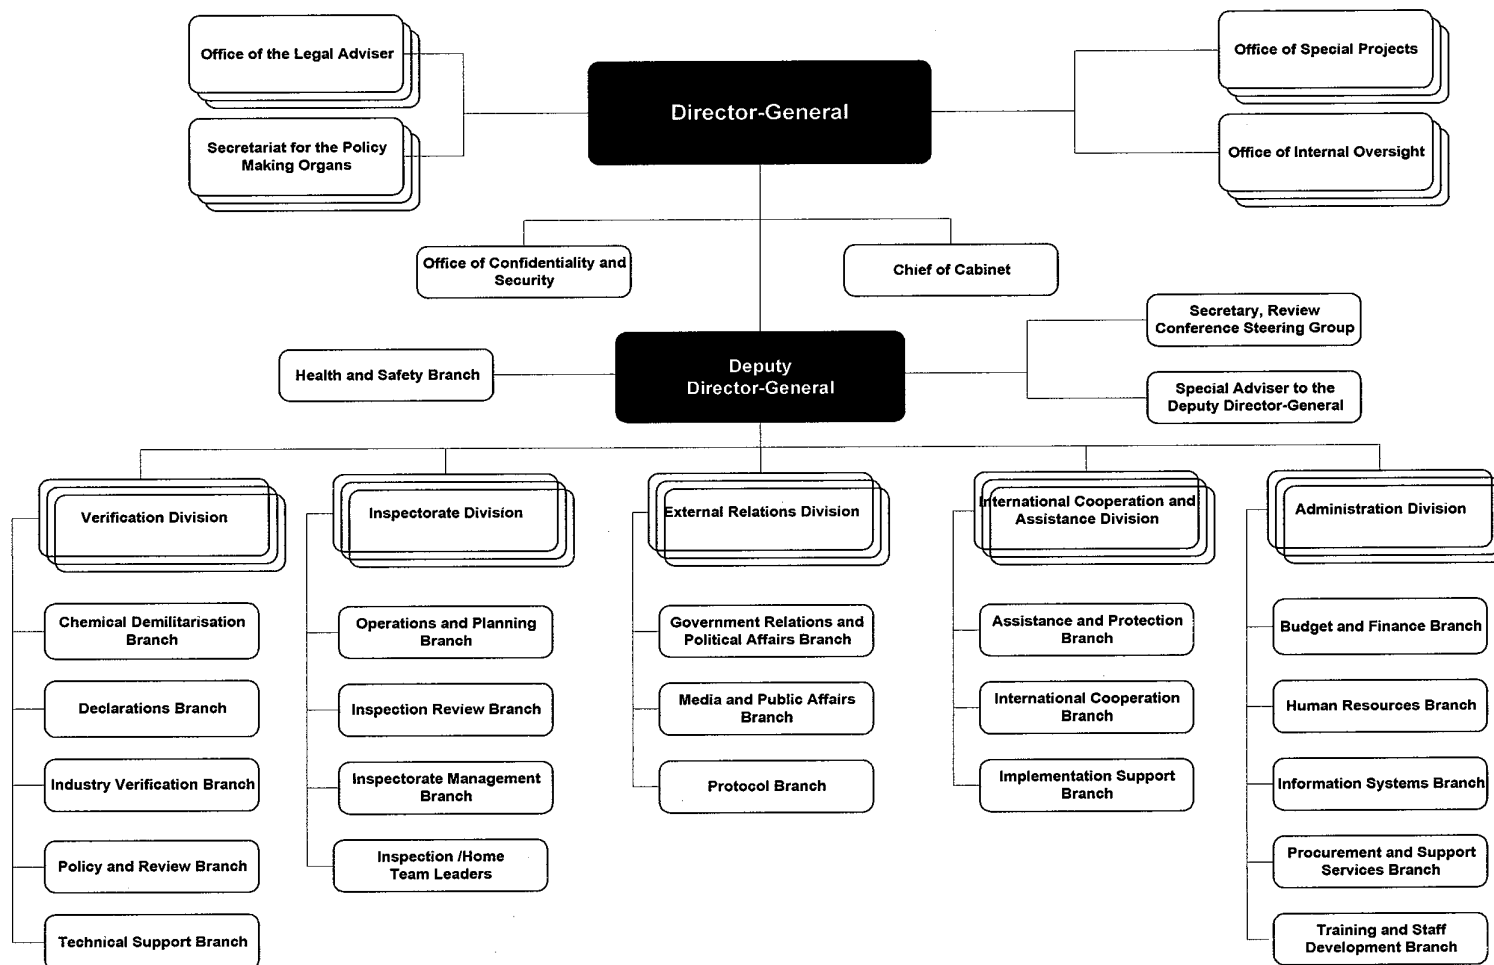 Office of the Legal Adviser
Secretariat for the Policy
Making Organs
Director-General
Office of Special Projects
Office of Internal Oversight
Office of Confidentiality and
Security
Chief of Cabinet
Health and Safety Branch
Deputy
Director-General
Secretary, Review
Conference Steering Group
Special Adviser to the
Deputy Director-General
Verification Division
Chemical Demilitarisation
Branch
Declarations Branch
Industry Verification Branch
Policy and Review Branch
Technical Support Branch
Inspectorate Division
Operations and Planning
Branch
Inspection Review Branch
Inspectorate Management
Branch
Inspection /Home
Team Leaders
External Relations Division
Government Relations and
Political Affairs Branch
Media and Public Affairs
Branch
Protocol Branch
International Cooperation and
Assistance Division
Assistance and Protection
Branch
International Cooperation
Branch
Implementation Support
Branch
Administration Division
Budget and Finance Branch
Human Resources Branch
Information Systems Branch
Procurement and Support
Services Branch
Training and Staff
Development Branch